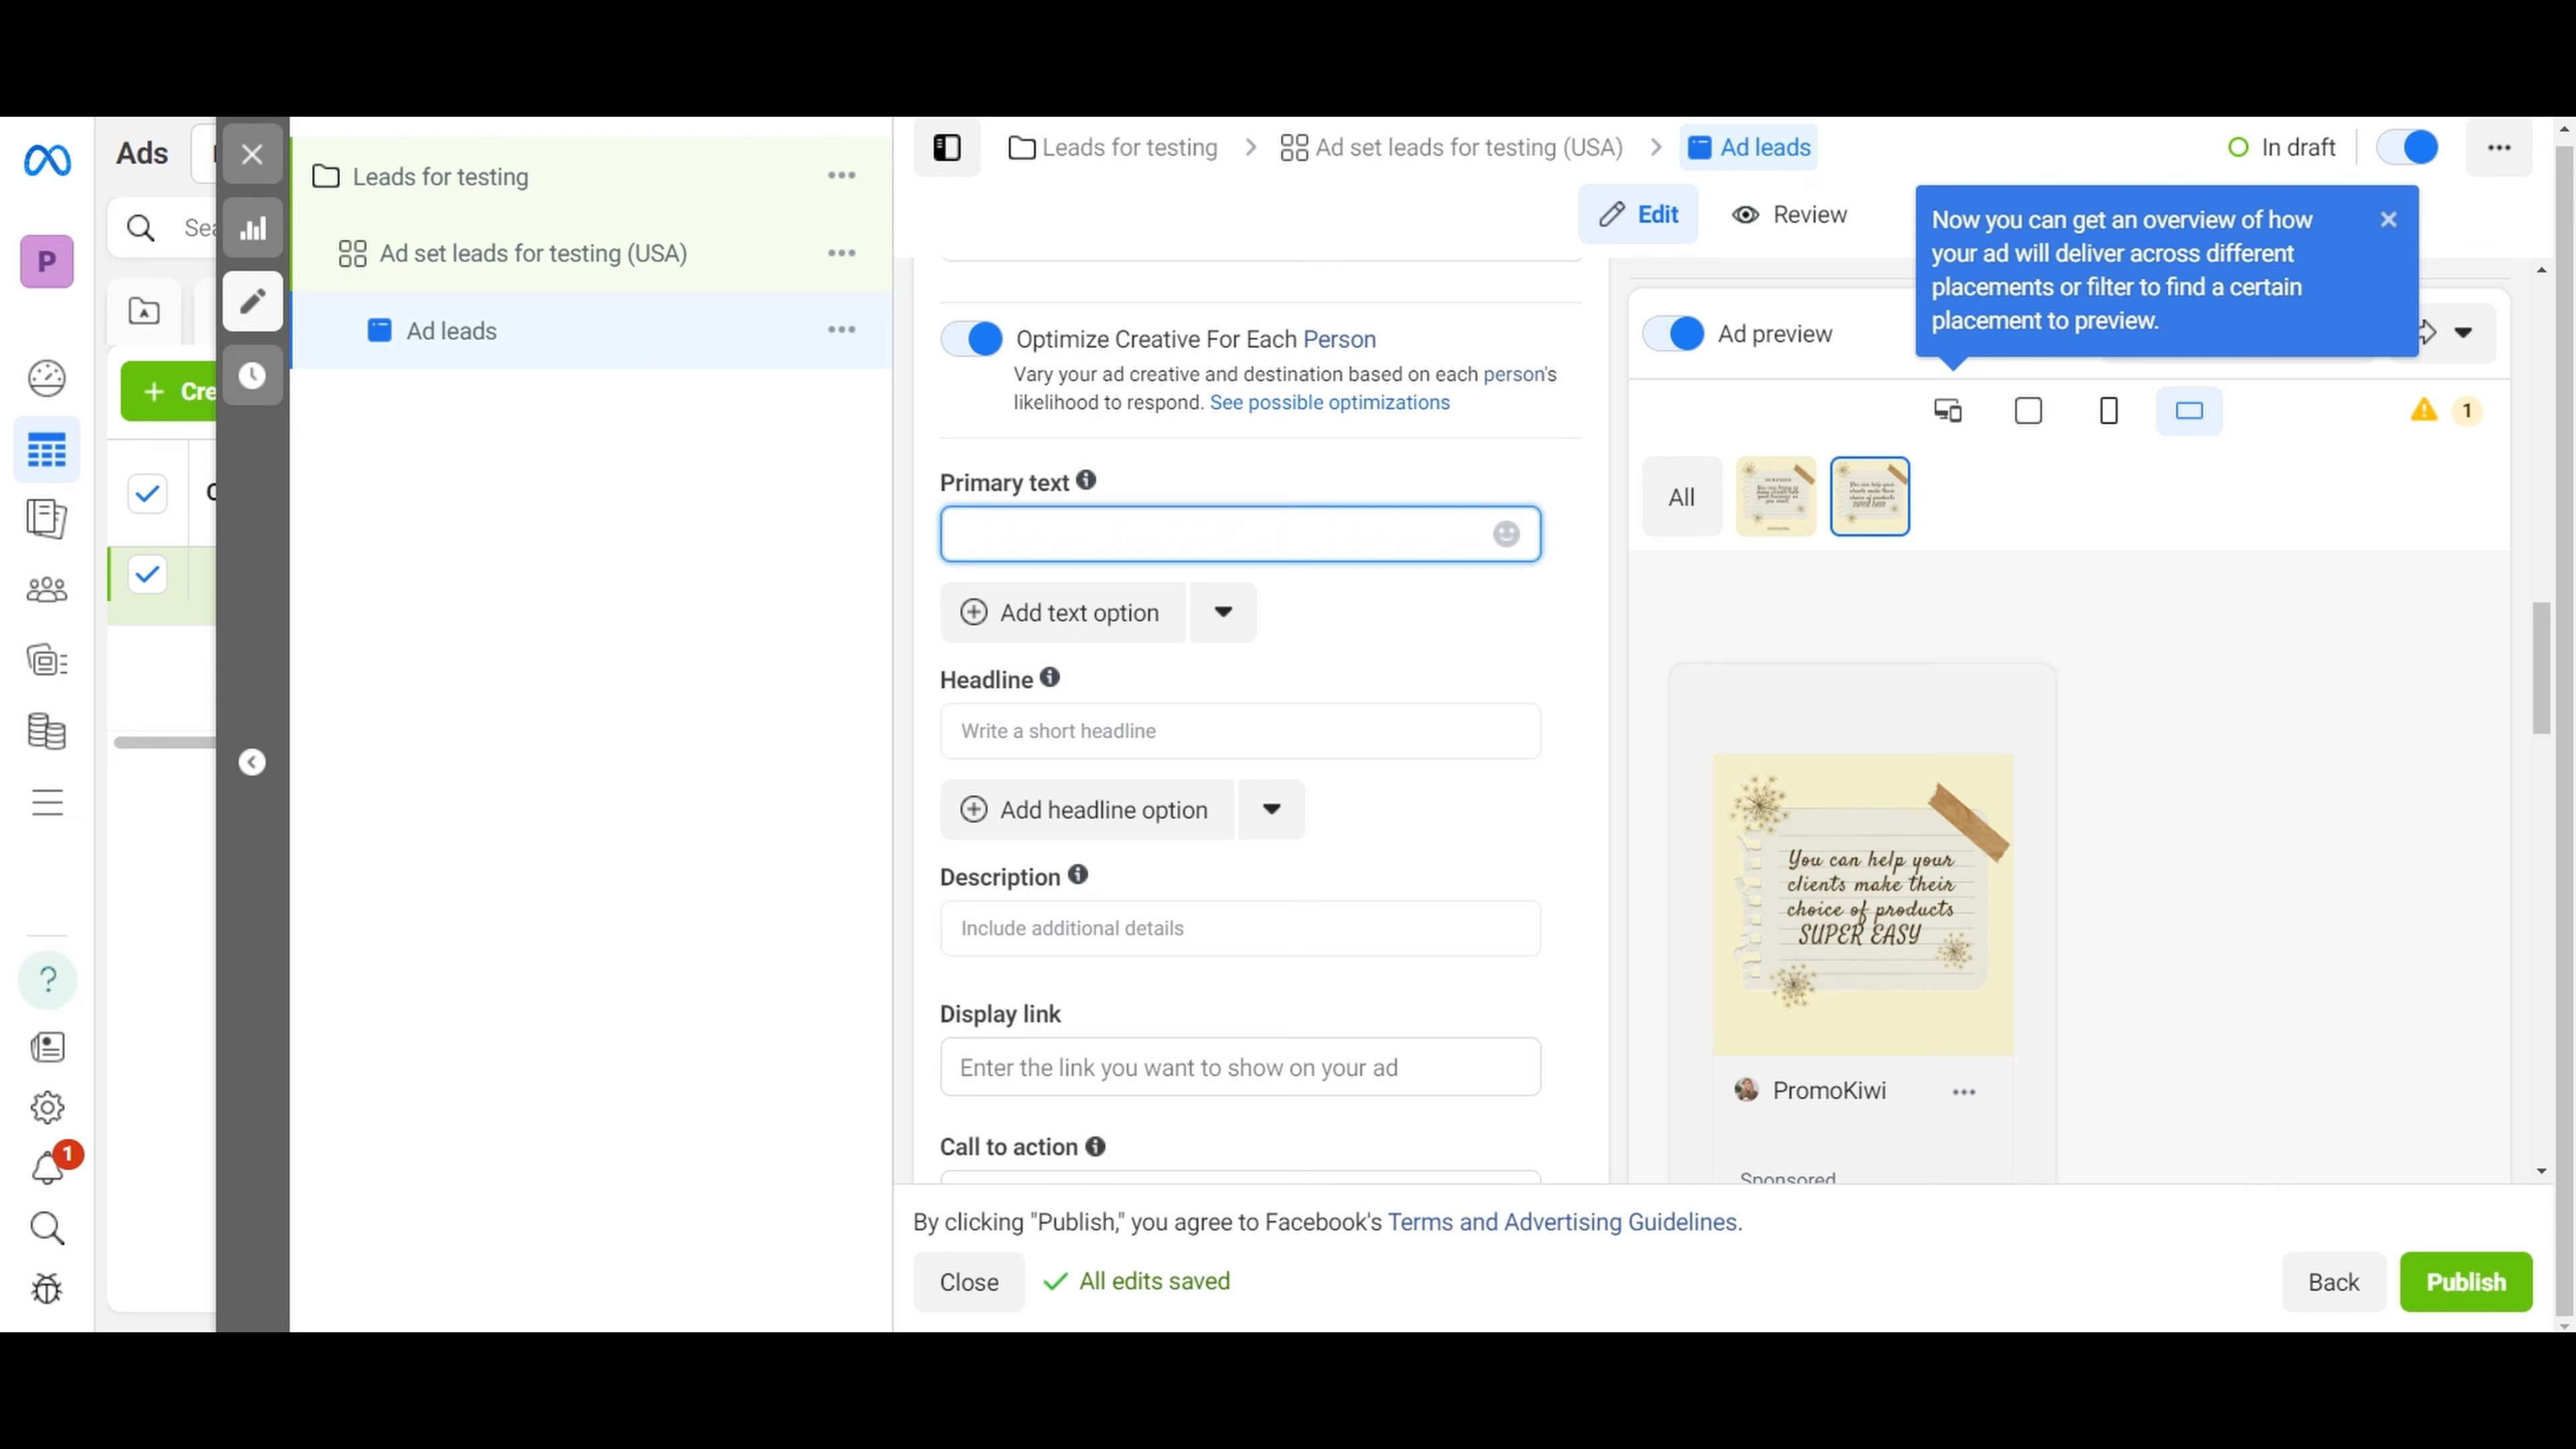 Ads
Sea
P
Cre
C
Leads for testing
Ad set leads for testing (USA)
Ad leads
Leads for testing
Ad set leads for testing (USA)
Ad leads
In draft
Edit
Review
Now you can get an overview of how
your ad will deliver across different
placements or filter to find a certain
placement to preview.
Optimize Creative For Each Person
Vary your ad creative and destination based on each person's
likelihood to respond. See possible optimizations
Ad preview
1
All
Primary text
Add text option
Headline
Write a short headline
Add headline option
Description
Include additional details
Display link
Enter the link you want to show on your ad
Call to action
You can help your
clients make their
choice of products
SUPER EASY
PromoKiwi
Sponsored
?
1
By clicking "Publish," you agree to Facebook's Terms and Advertising Guidelines.
Close
All edits saved
Back
Publish